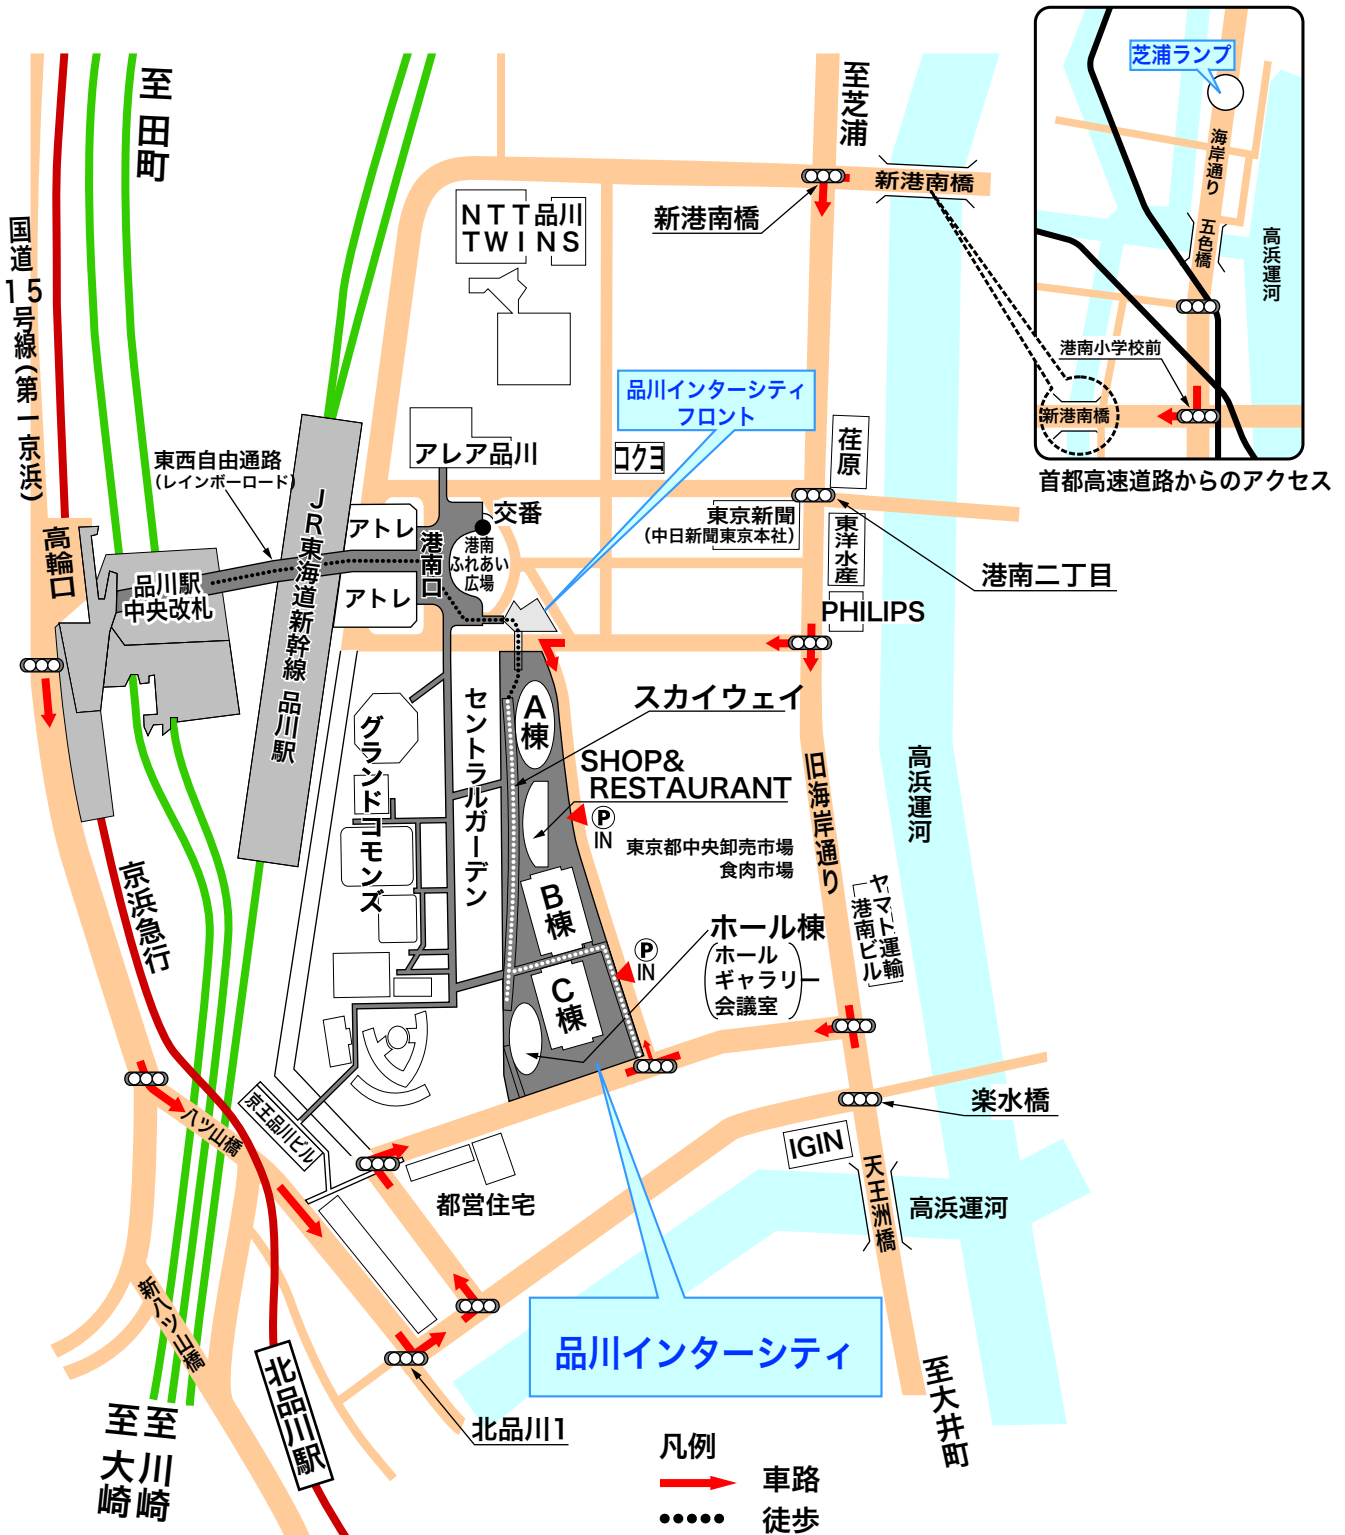 至田町
至芝浦
芝浦ランプ
海岸通り
五色橋
高浜運河
港南小学校前
新港南橋
首都高速道路からのアクセス
新港南橋
新港南橋
国道15号線(第一京浜)
NTT品川
TWINS
品川インターシティ
フロント
アレア品川
コクヨ
荏原
東西自由通路
(レインボーロード)
JR東海道新幹線 品川駅
アトレ
港南口
交番
港南
ふれあい
広場
東京新聞
(中日新聞東京本社)
東洋水産
港南二丁目
高輪口
品川駅
中央改札
アトレ
PHILIPS
スカイウェイ
A
棟
セントラルガーデン
グランドコモンズ
SHOP&
RESTAURANT
P
IN
東京都中央卸売市場
食肉市場
旧海岸通り
高浜運河
京浜急行
B
棟
ホール棟
ホール
ギャラリー
会議室
P
IN
ヤマト運輸
港南ビル
C
棟
八ツ山橋
京王品川ビル
楽水橋
IGIN
天王洲橋
高浜運河
都営住宅
新八ツ山橋
品川インターシティ
北品川駅
北品川1
至大崎
至川崎
至大井町
凡例
車路
徒歩